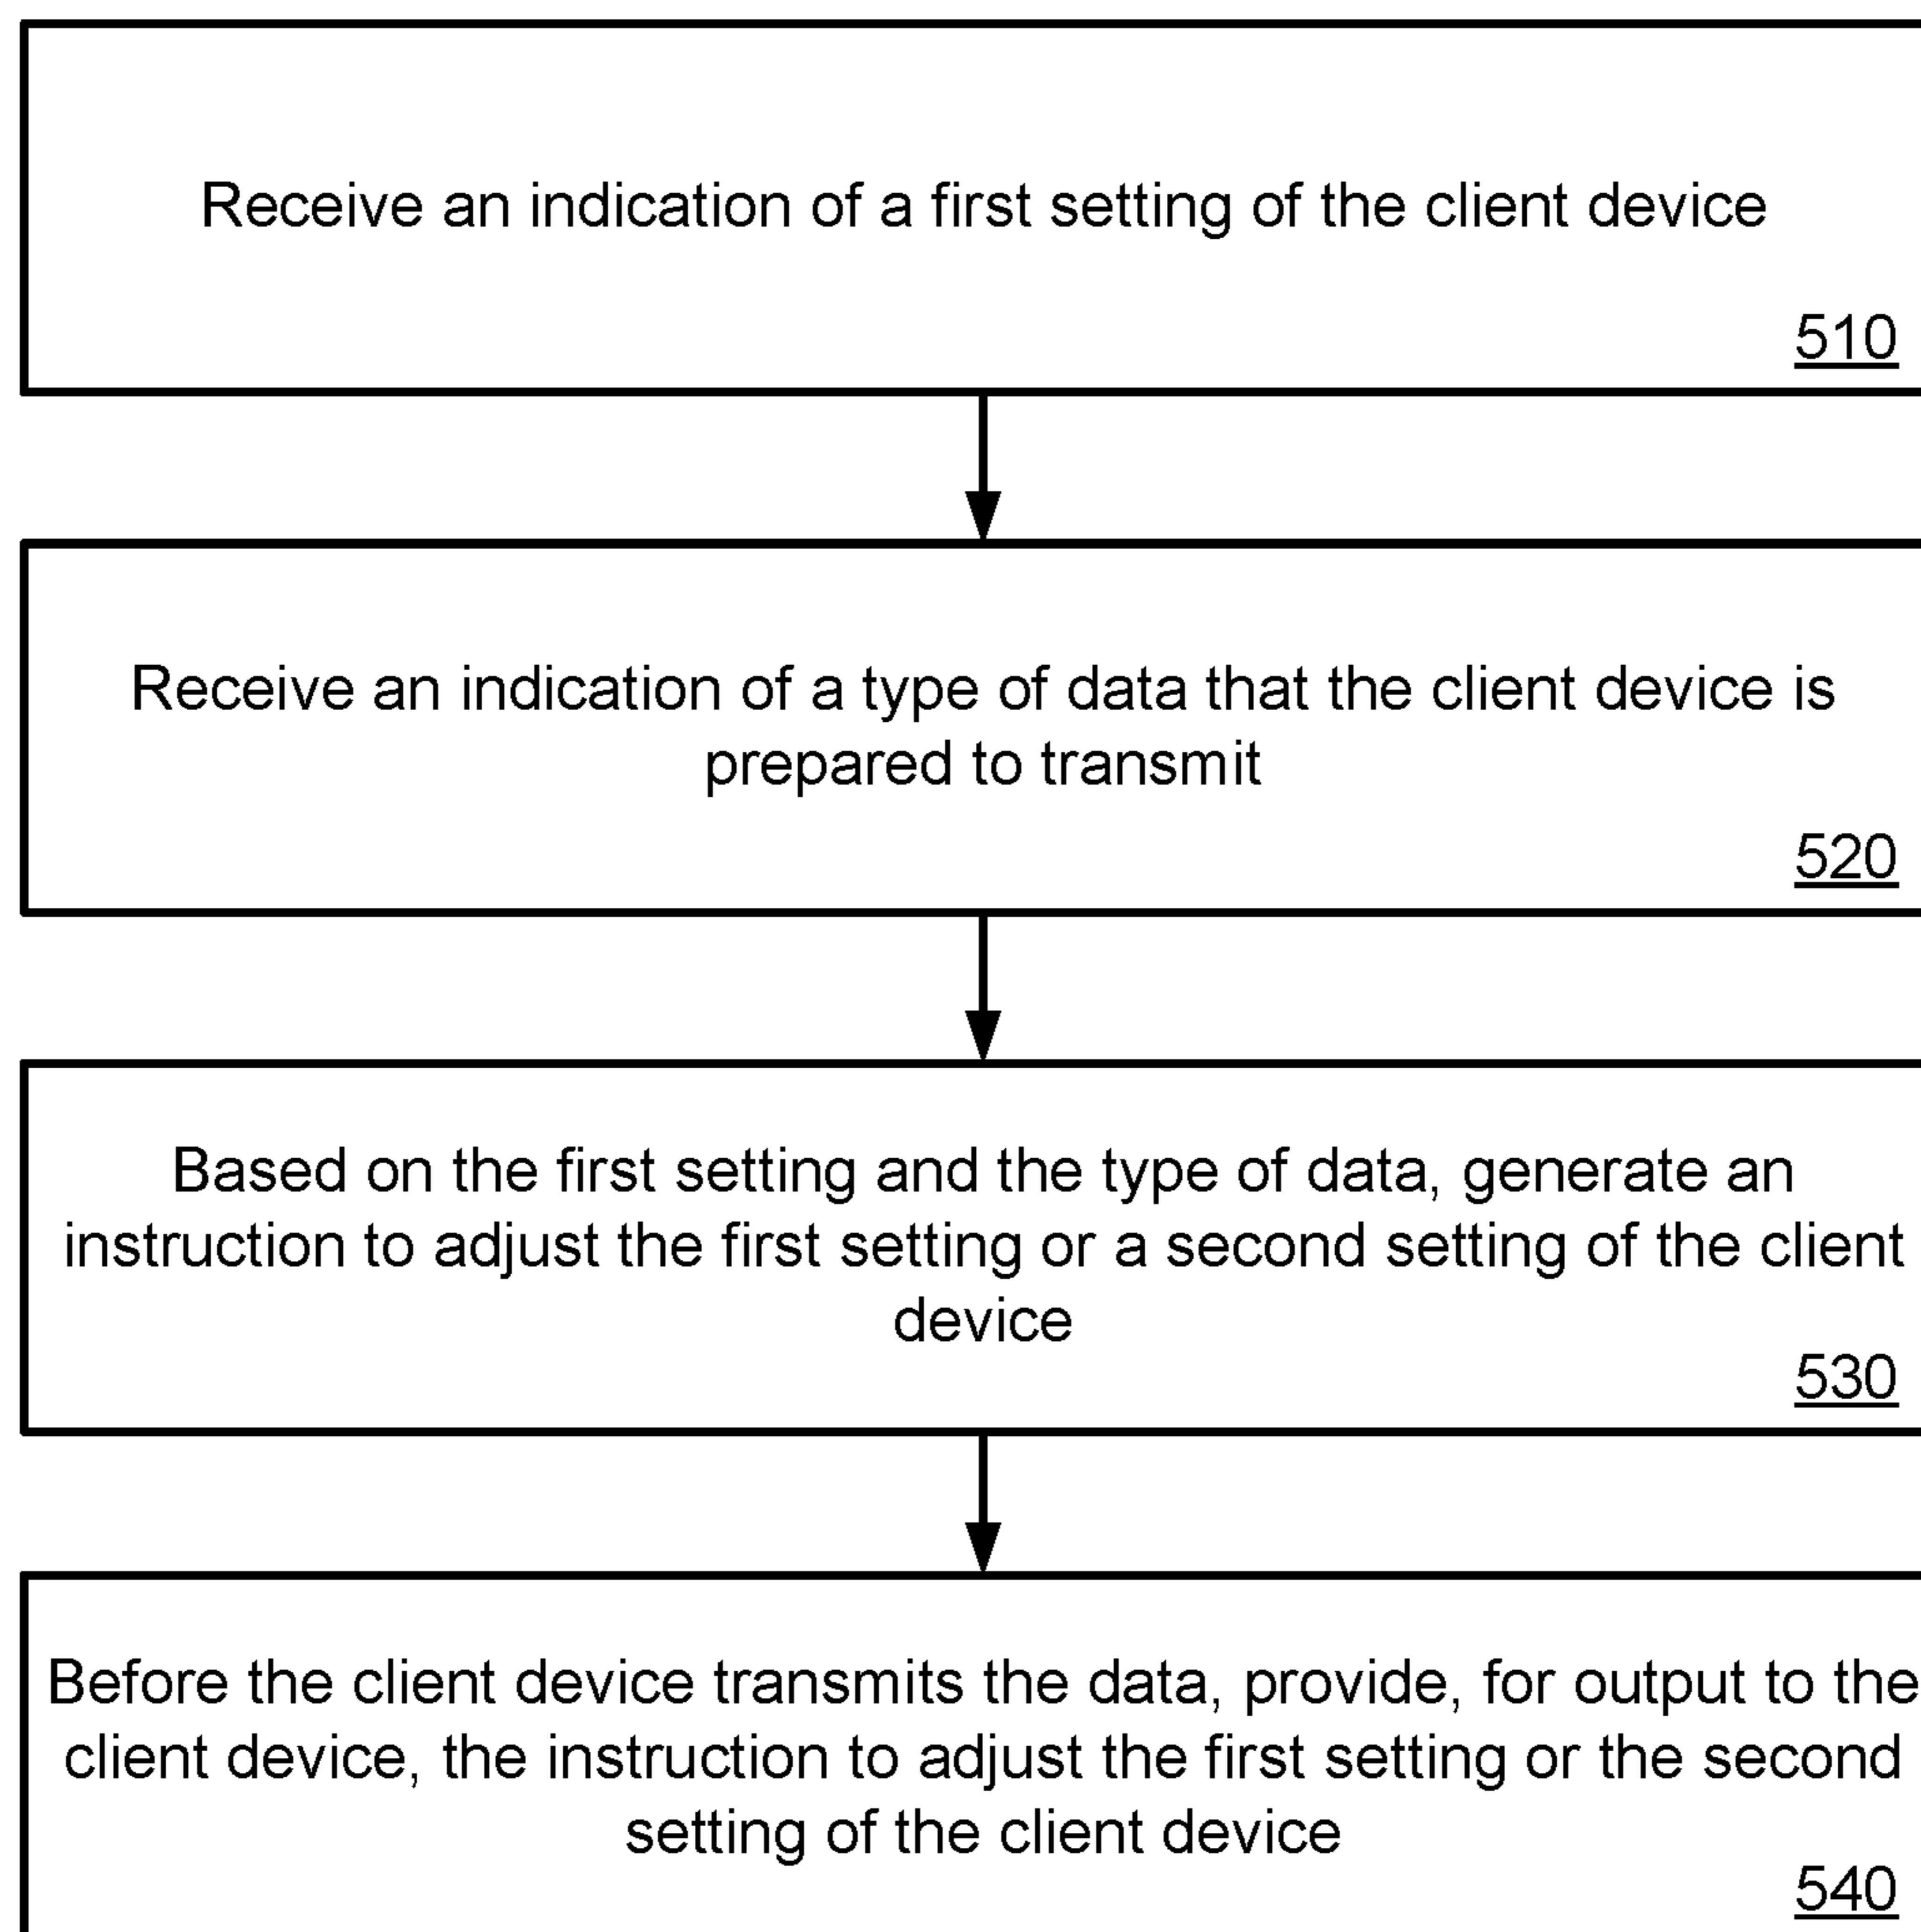 Receive an indication of a first setting of the client device
510
Receive an indication of a type of data that the client device is
prepared to transmit
520
Based on the first setting and the type of data, generate an
instruction to adjust the first setting or a second setting of the client
device
530
Before the client device transmits the data, provide, for output to the
client device, the instruction to adjust the first setting or the second
setting of the client device
540